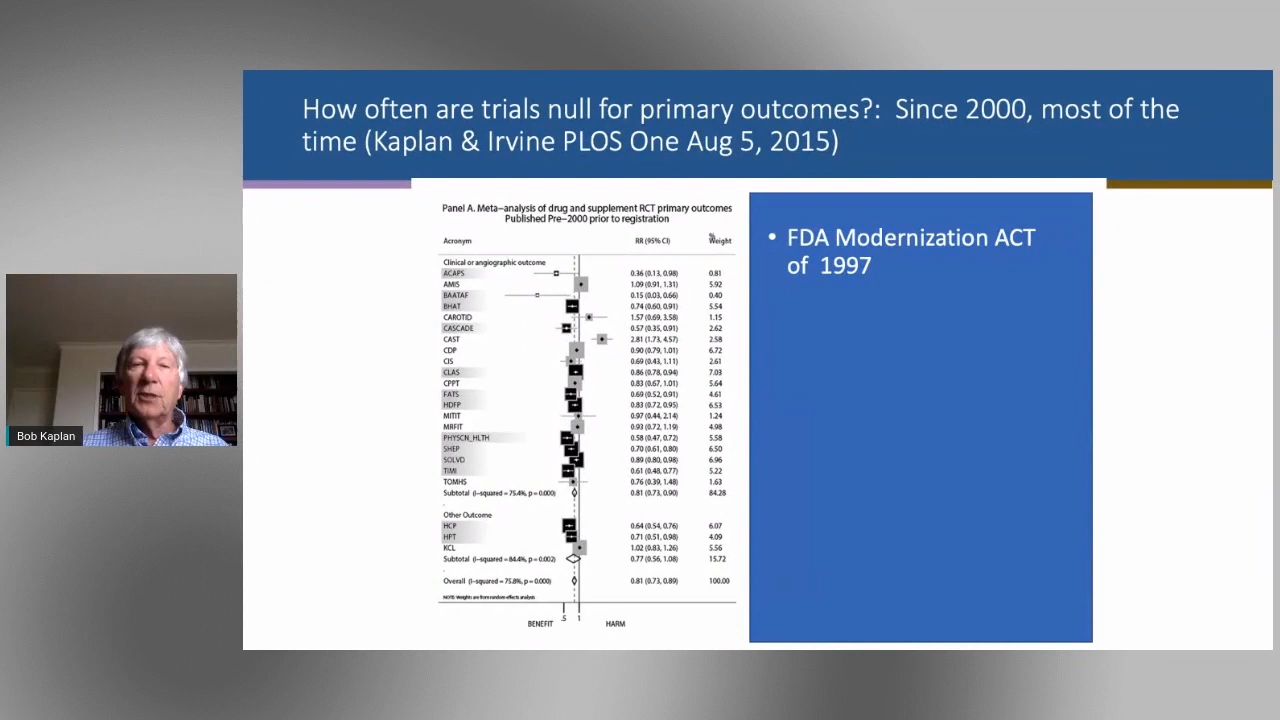 How often are trials null for primary outcomes?: Since 2000, most of the
time (Kaplan & Irvine PLOS One Aug 5, 2015)
Panel A. Meta-analysis of drug and supplement RCT primary outcomes
Published Pre-2000 prior to registration
Acronym RR (95% CI) % Weight
Clinical or angiographic outcome
ACAPS 0.36 (0.13, 0.98) 0.81
AMIS 1.09 (0.91, 1.31) 5.92
BAATAF 0.15 (0.03, 0.66) 0.40
BHAT 0.74 (0.60, 0.91) 5.54
CAROTID 1.57 (0.69, 3.58) 1.15
CASCADE 0.57 (0.35, 0.91) 2.62
CAST 2.81 (1.73, 4.57) 2.58
CDP 0.90 (0.79, 1.01) 6.72
CIS 0.69 (0.43, 1.11) 2.61
CLAS 0.86 (0.78, 0.94) 7.03
CPPT 0.83 (0.67, 1.01) 5.64
FATS 0.69 (0.52, 0.91) 4.61
HDFP 0.83 (0.72, 0.95) 6.53
MITIT 0.97 (0.44, 2.14) 1.24
MRFIT 0.93 (0.72, 1.19) 4.98
PHYSCN_HLTH 0.58 (0.47, 0.72) 5.58
SHEP 0.70 (0.61, 0.80) 6.50
SOLVD 0.89 (0.80, 0.98) 6.96
TIMI 0.61 (0.48, 0.77) 5.22
TOMHS 0.76 (0.39, 1.48) 1.63
Subtotal (I-squared = 75.4%, p = 0.000) 0.81 (0.73, 0.90) 84.28
.
Other Outcome
HCP 0.64 (0.54, 0.76) 6.07
HPT 0.71 (0.51, 0.98) 4.09
KCL 1.02 (0.83, 1.26) 5.56
Subtotal (I-squared = 84.4%, p = 0.002) 0.77 (0.56, 1.08) 15.72
.
Overall (I-squared = 75.8%, p = 0.000) 0.81 (0.73, 0.89) 100.00
NOTE: Weights are from random effects analysis
.5 1
BENEFIT HARM
• FDA Modernization ACT
of 1997
Bob Kaplan